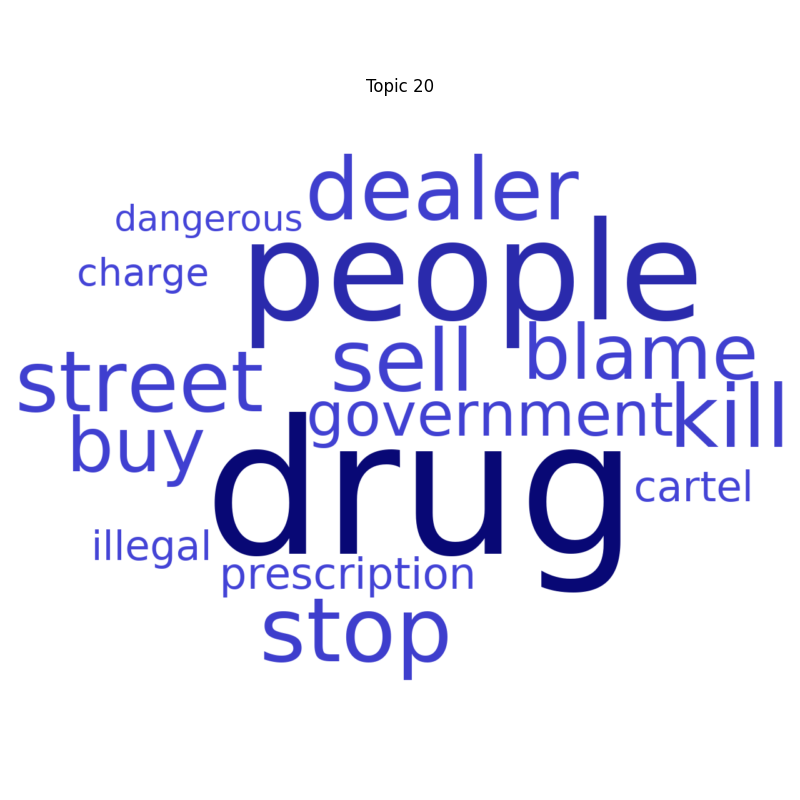 Topic 20
dealer
dangerous
people
charge
sell
blame
street
government
kill
buy
drug
cartel
illegal
prescription
stop